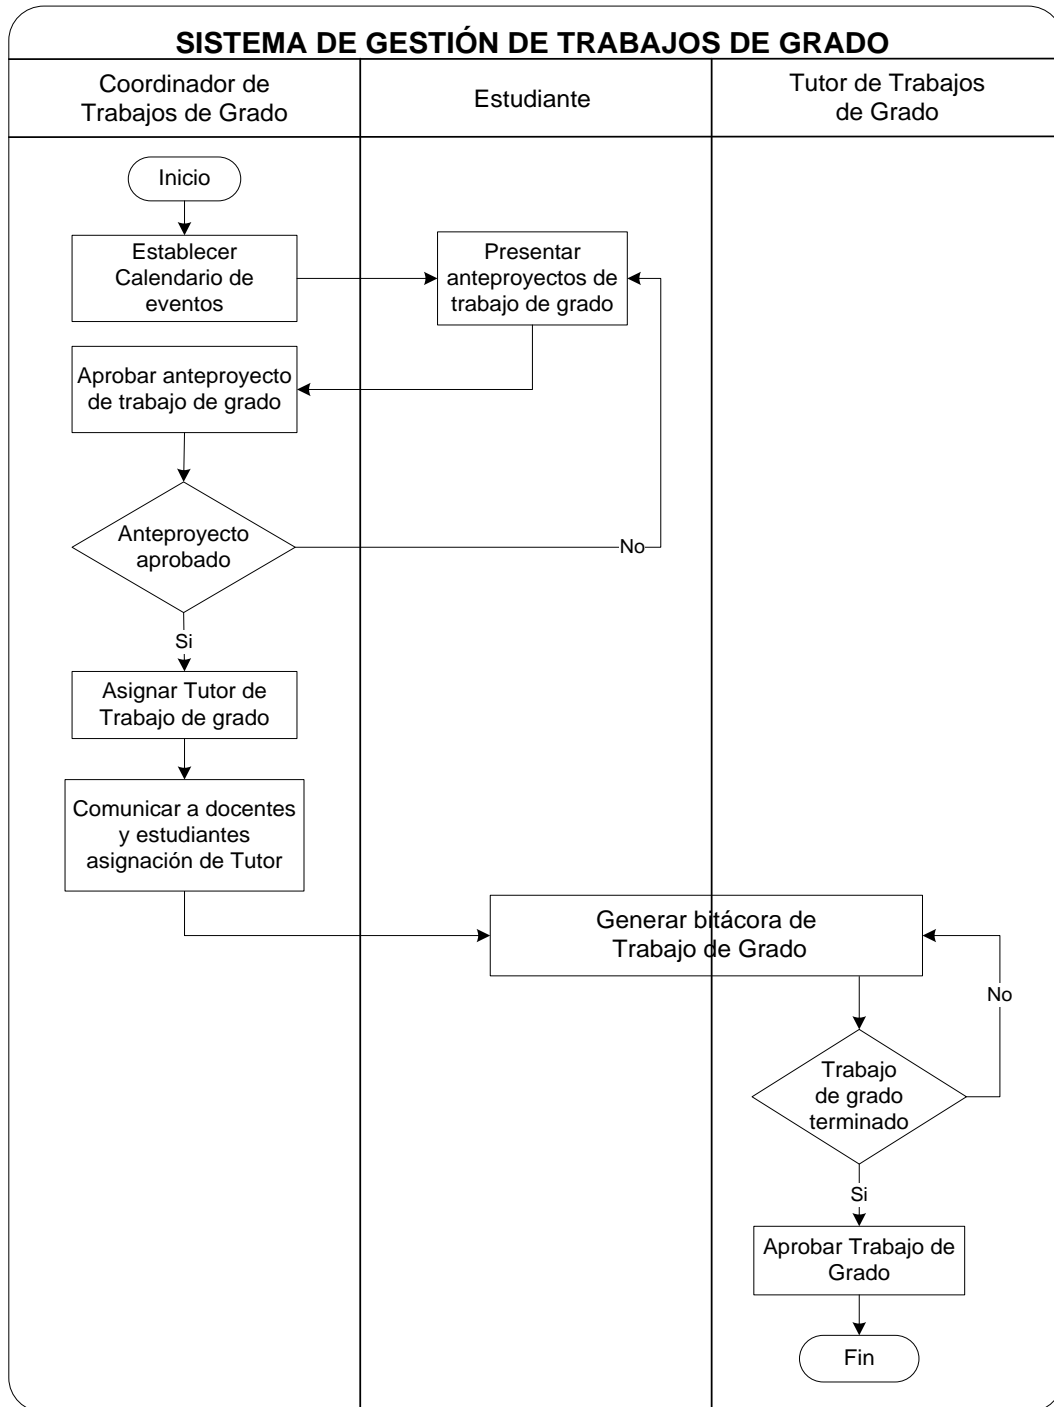 SISTEMA DE GESTIÓN DE TRABAJOS DE GRADO
Coordinador de
Trabajos de Grado
Estudiante
Tutor de Trabajos
de Grado
Inicio
Establecer
Calendario de
eventos
Presentar
anteproyectos de
trabajo de grado
Aprobar anteproyecto
de trabajo de grado
Anteproyecto
aprobado
No
Si
Asignar Tutor de
Trabajo de grado
Comunicar a docentes
y estudiantes
asignación de Tutor
Generar bitácora de
Trabajo de Grado
No
Trabajo
de grado
terminado
Si
Aprobar Trabajo de
Grado
Fin